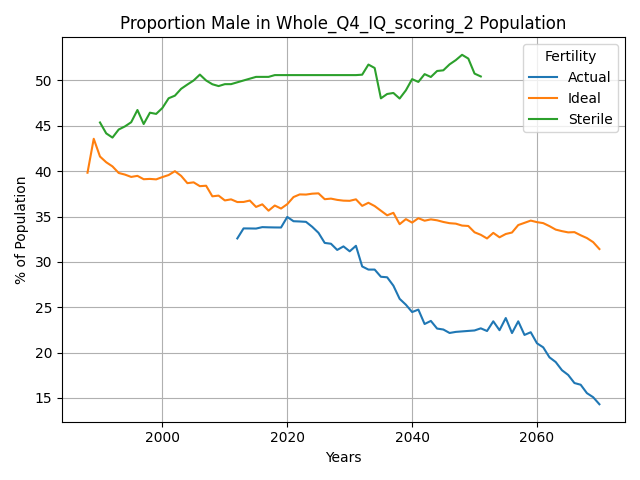 Proportion Male in Whole_Q4_IQ_scoring_2 Population
Fertility
Actual
Ideal
Sterile
% of Population
50
45
40
35
30
25
20
15
2000 2020 2040 2060
Years